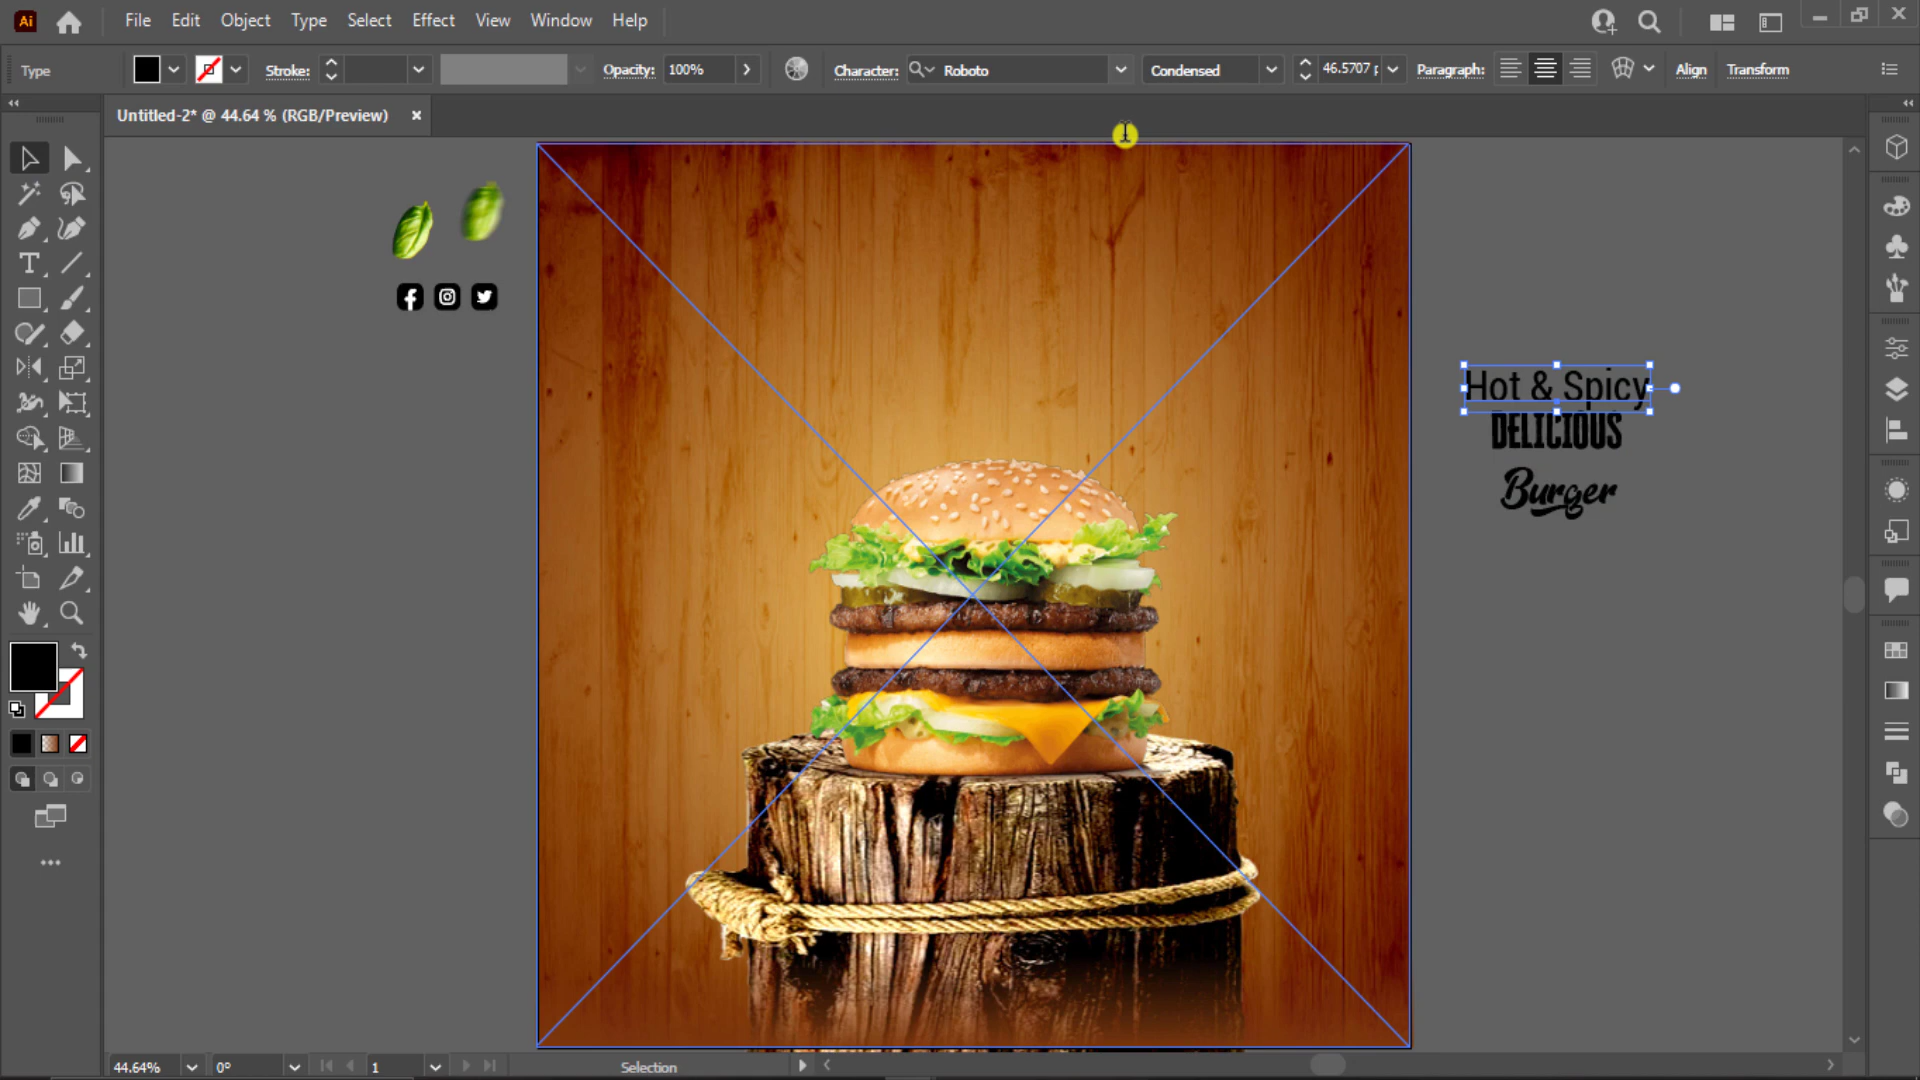 Ai File Edit Object Type Select Effect View Window Help
Type Stroke: Opacity: 100% Character: Roboto Condensed 46.5707 p Paragraph: Align Transform
Untitled-2* @ 44.64 % (RGB/Preview)
Hot & Spicy
DELICIOUS
Burger
44.64% 0° 1 Selection